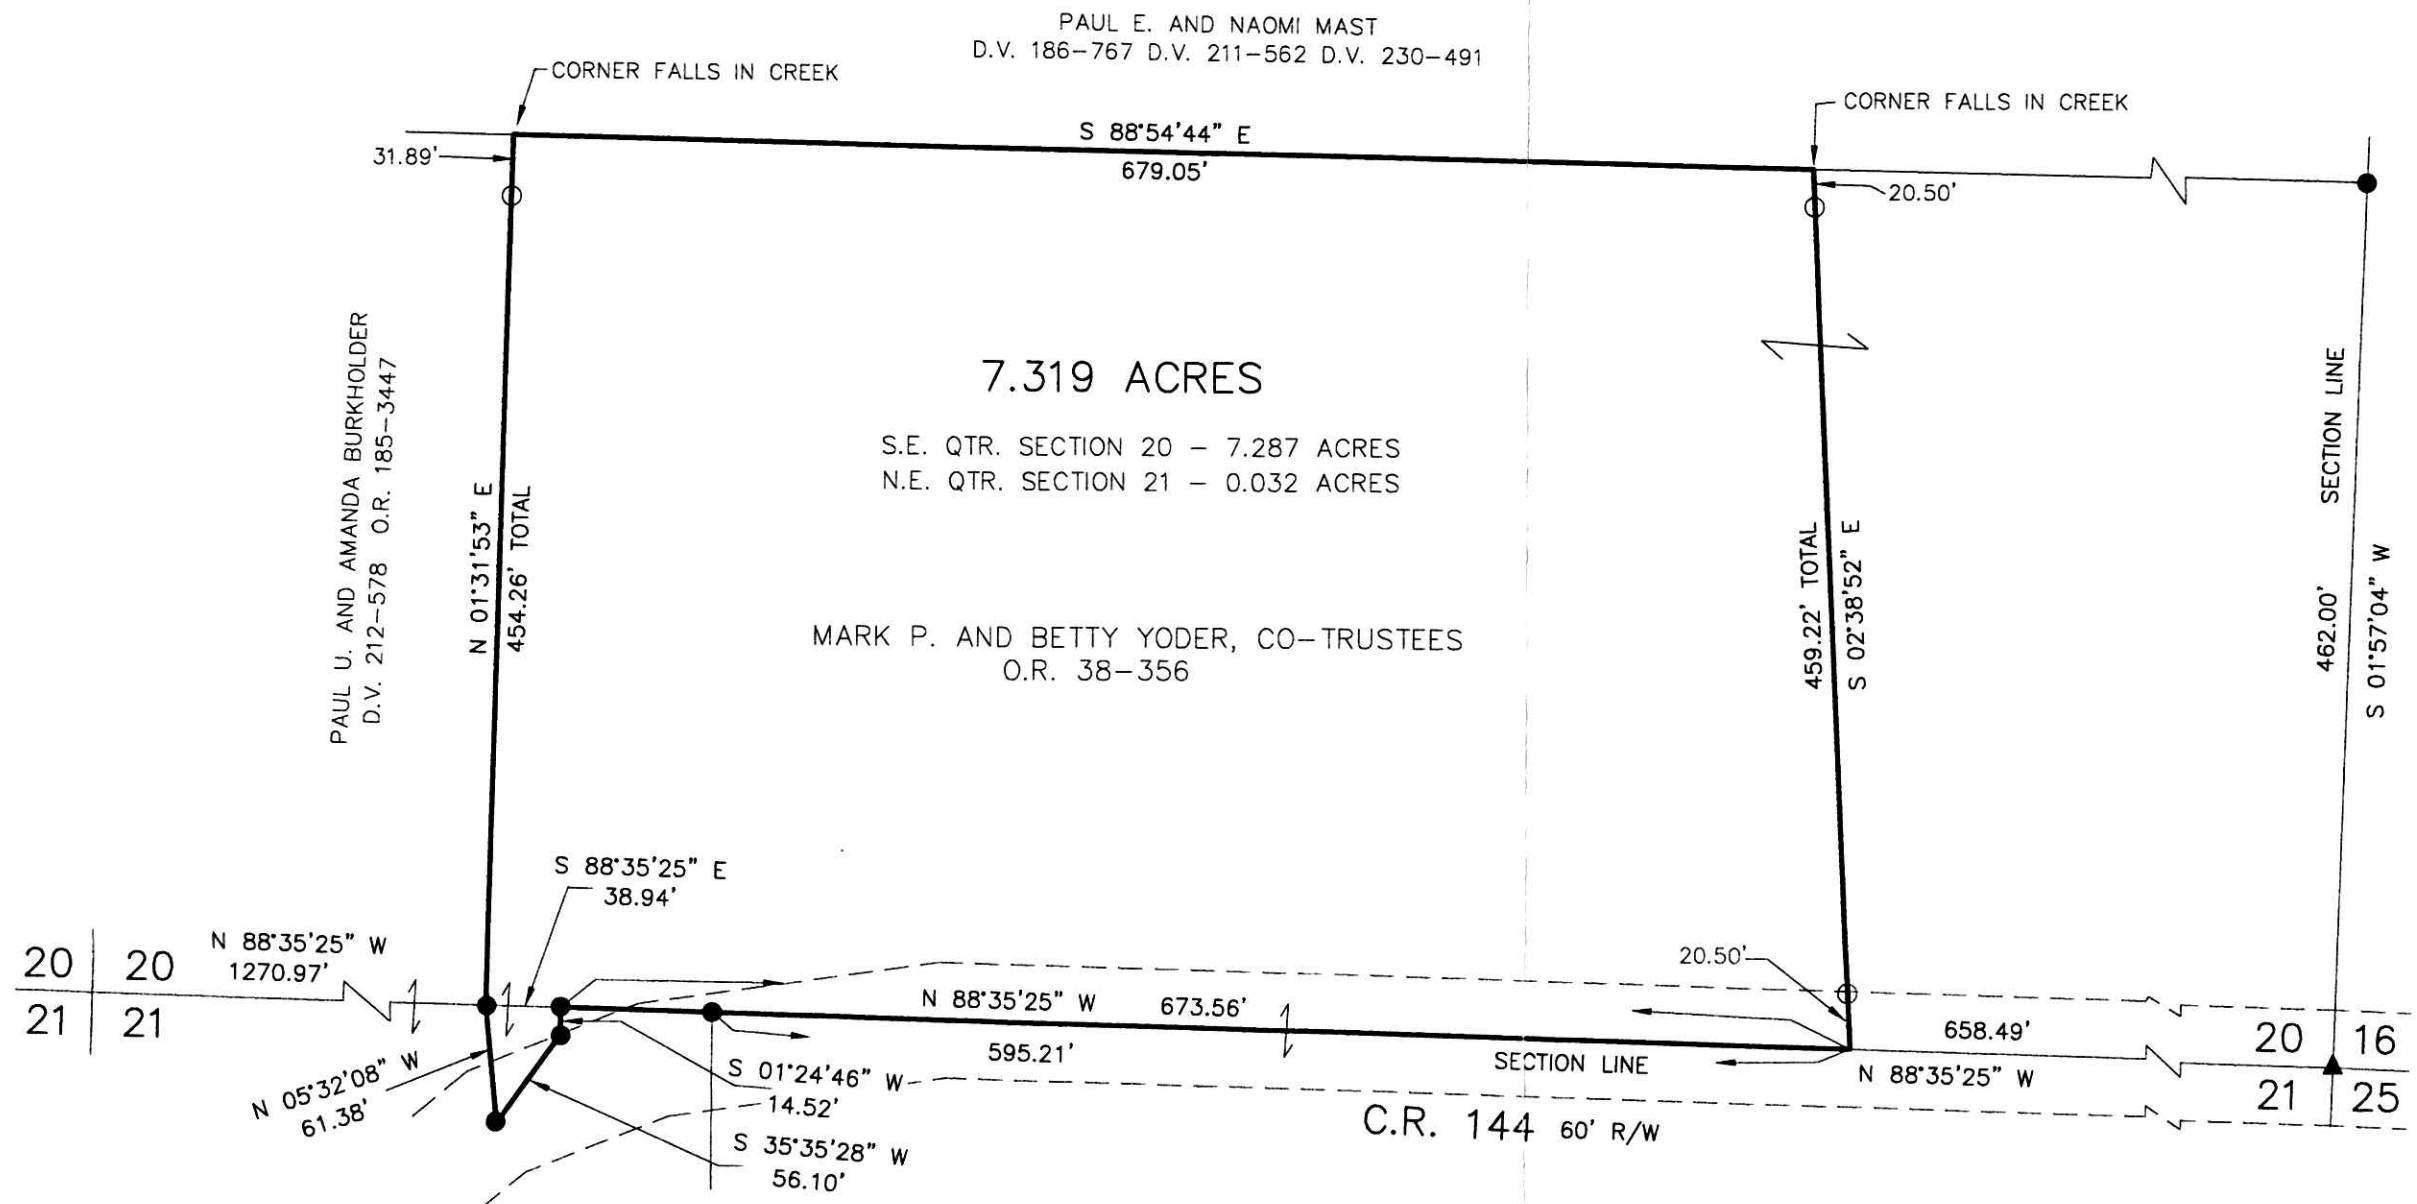 PAUL E. AND NAOMI MAST
D.V. 186-767 D.V. 211-562 D.V. 230-491
CORNER FALLS IN CREEK
CORNER FALLS IN CREEK
S 88°54'44" E
679.05'
31.89'
20.50'
7.319 ACRES
S.E. QTR. SECTION 20 - 7.287 ACRES
N.E. QTR. SECTION 21 - 0.032 ACRES
PAUL U. AND AMANDA BURKHOLDER
D.V. 212-578 O.R. 185-3447
N 01°31'53" E
454.26' TOTAL
MARK P. AND BETTY YODER, CO-TRUSTEES
O.R. 38-356
459.22' TOTAL
S 02°38'52" E
462.00' SECTION LINE
S 01°57'04" W
S 88°35'25" E
38.94'
N 88°35'25" W
1270.97'
20 20
21 21
20.50'
N 88°35'25" W 673.56'
595.21'
SECTION LINE
658.49'
N 88°35'25" W
20 16
21 25
N 05°32'08" W
61.38'
S 01°24'46" W
14.52'
S 35°35'28" W
56.10'
C.R. 144 60' R/W